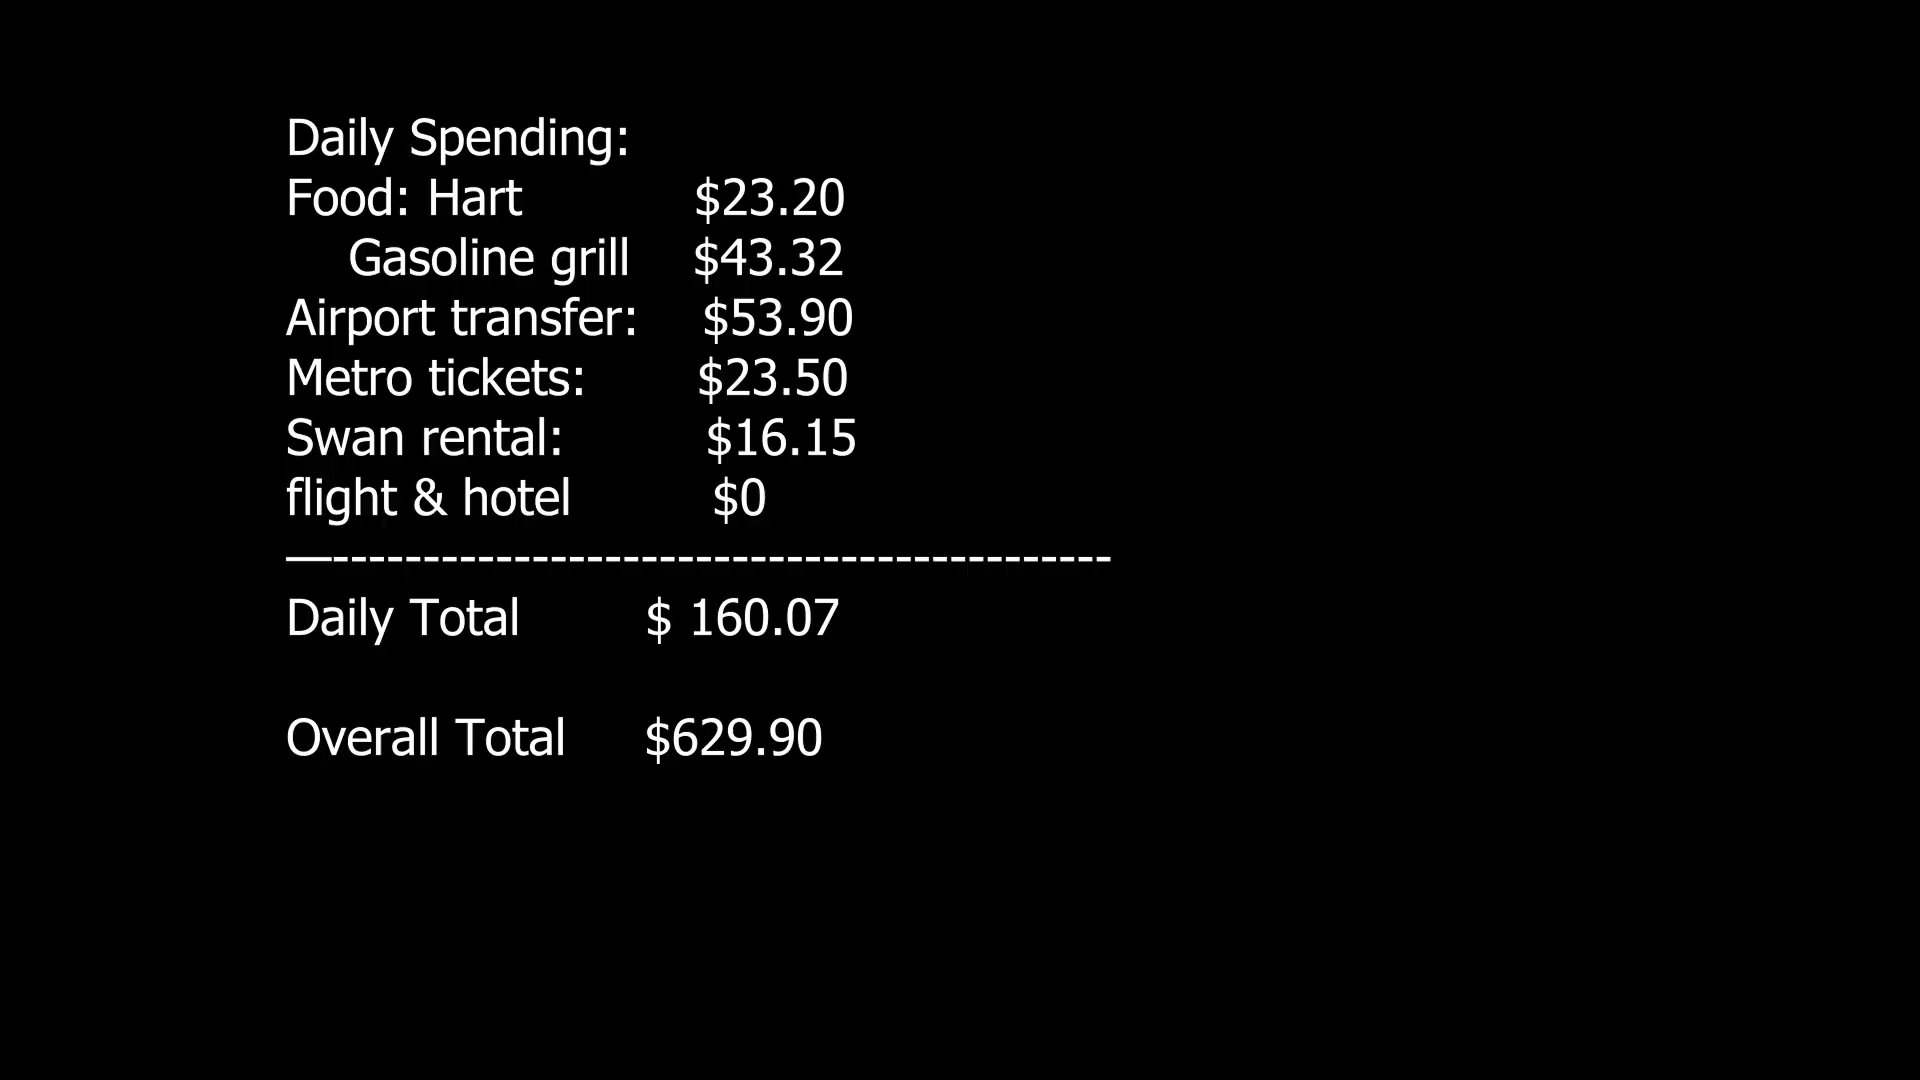 Daily Spending:
Food: Hart $23.20
Gasoline grill $43.32
Airport transfer: $53.90
Metro tickets: $23.50
Swan rental: $16.15
flight & hotel $0
—-------------------------------------------
Daily Total $ 160.07
Overall Total $629.90